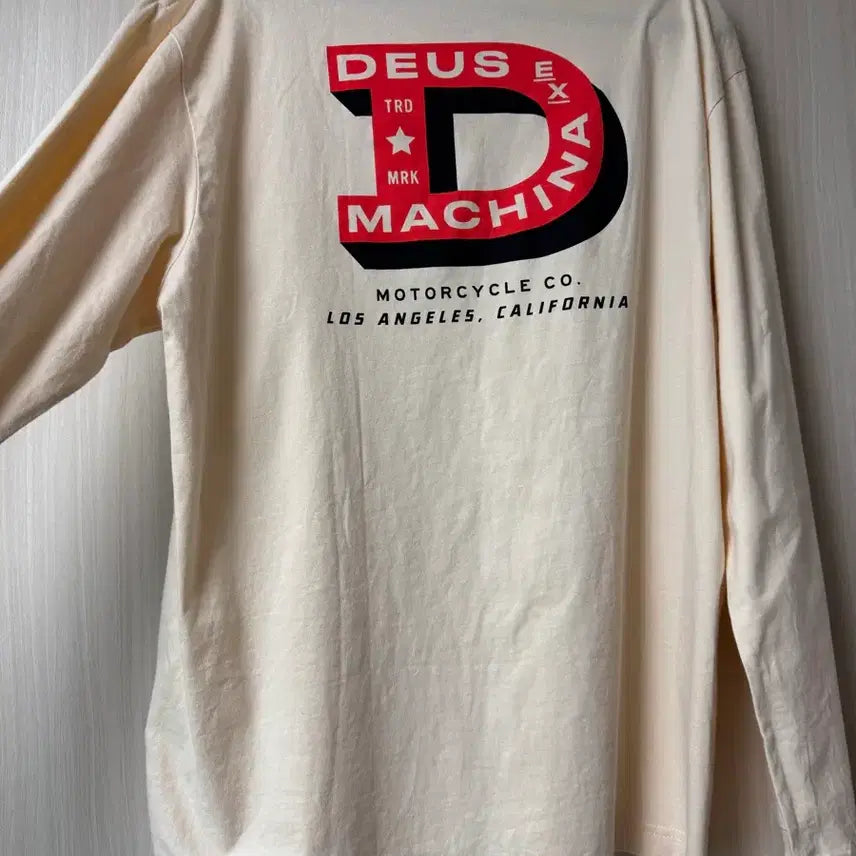 DEUS EX
TRD
MRK
MACHINA
MOTORCYCLE CO.
LOS ANGELES, CALIFORNIA